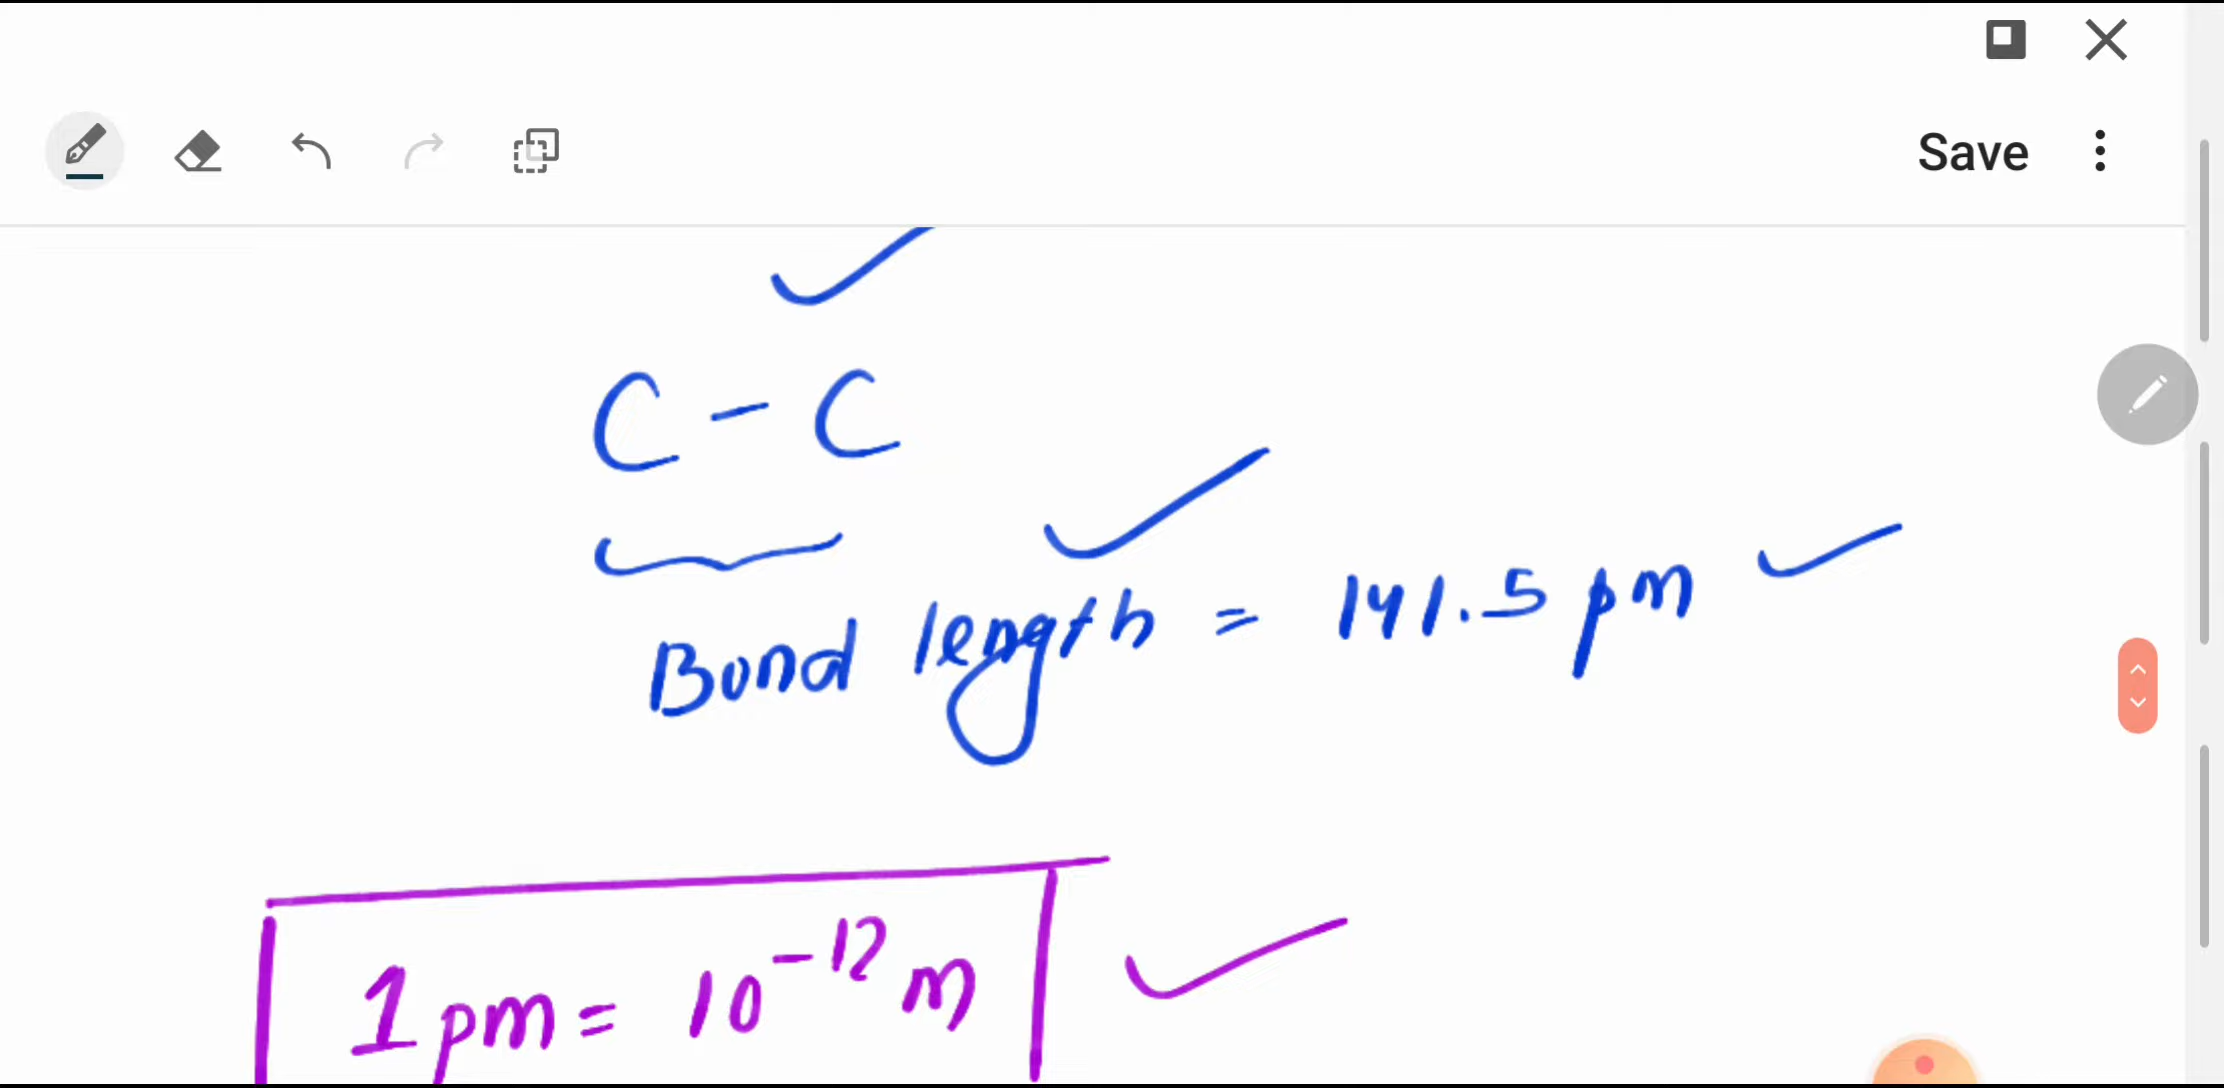 Save
C - C
Bond length = 141.5 pm
1 pm = 10⁻¹² m